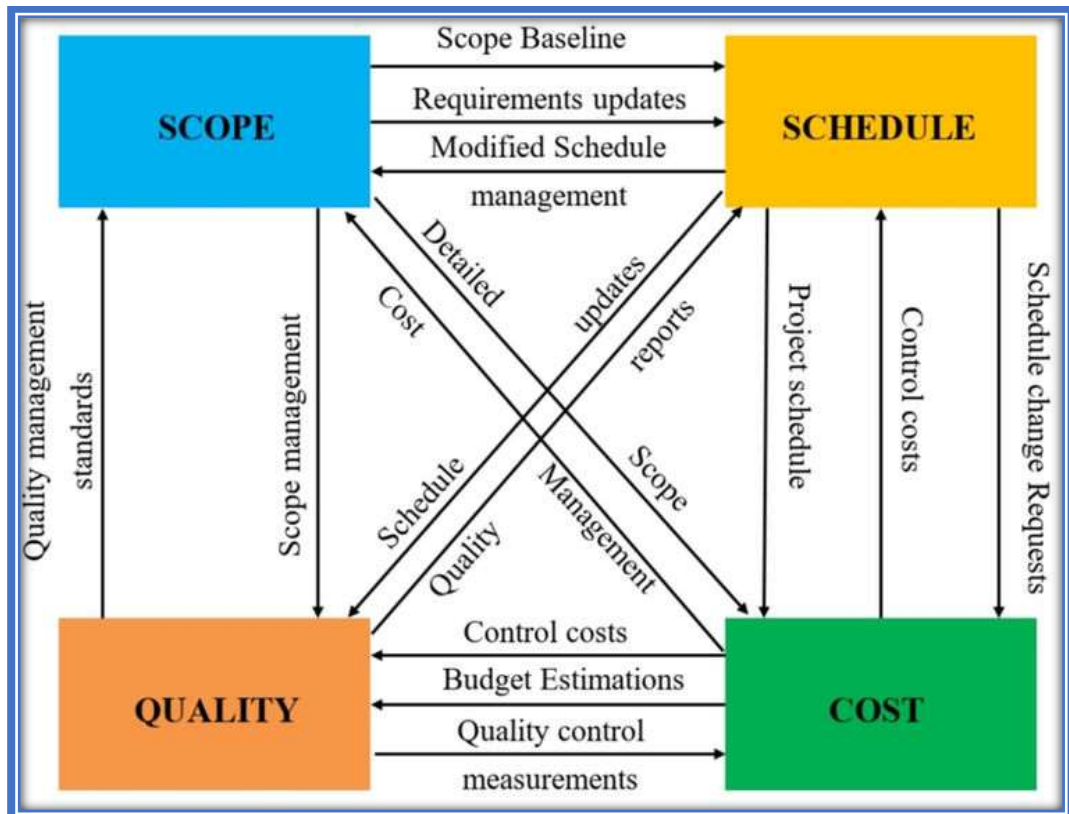 Scope Baseline
SCOPE
Requirements updates
SCHEDULE
Modified Schedule
management
Detailed
Scope
Cost
Management
Schedule
updates
Quality
reports
Quality management
standards
Scope management
Project schedule
Control costs
Schedule change Requests
Control costs
QUALITY
Budget Estimations
COST
Quality control
measurements